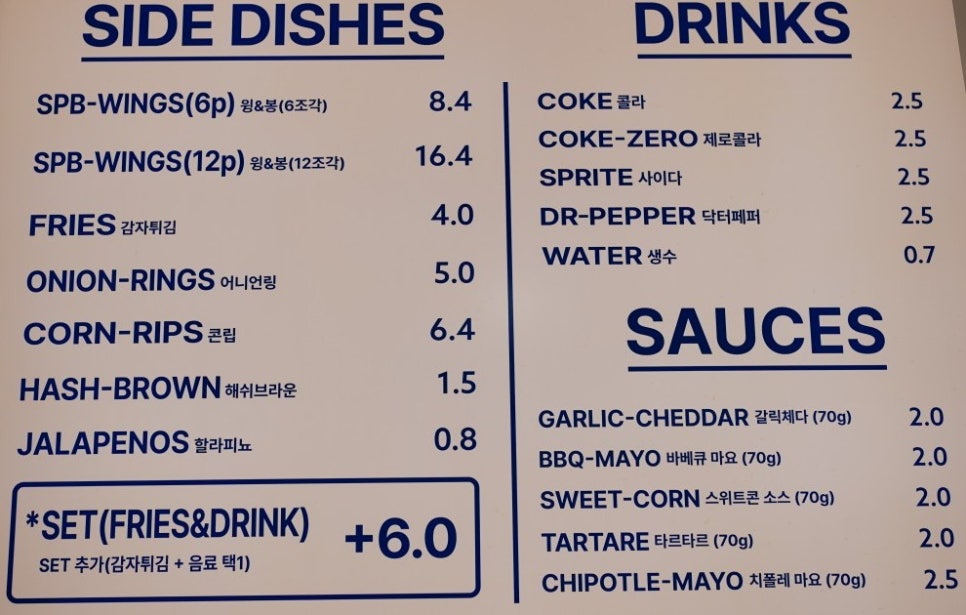 SIDE DISHES
SPB-WINGS(6p) 윙&봉(6조각) 8.4
SPB-WINGS(12p) 윙&봉(12조각) 16.4
FRIES 감자튀김 4.0
ONION-RINGS 어니언링 5.0
CORN-RIPS 콘립 6.4
HASH-BROWN 해쉬브라운 1.5
JALAPENOS 할라피뇨 0.8
*SET(FRIES&DRINK) +6.0
SET 추가(감자튀김 + 음료 택1)
DRINKS
COKE 콜라 2.5
COKE-ZERO 제로콜라 2.5
SPRITE 사이다 2.5
DR-PEPPER 닥터페퍼 2.5
WATER 생수 0.7
SAUCES
GARLIC-CHEDDAR 갈릭체다 (70g) 2.0
BBQ-MAYO 바베큐 마요 (70g) 2.0
SWEET-CORN 스위트콘 소스 (70g) 2.0
TARTARE 타르타르 (70g) 2.0
CHIPOTLE-MAYO 치폴레 마요 (70g) 2.5